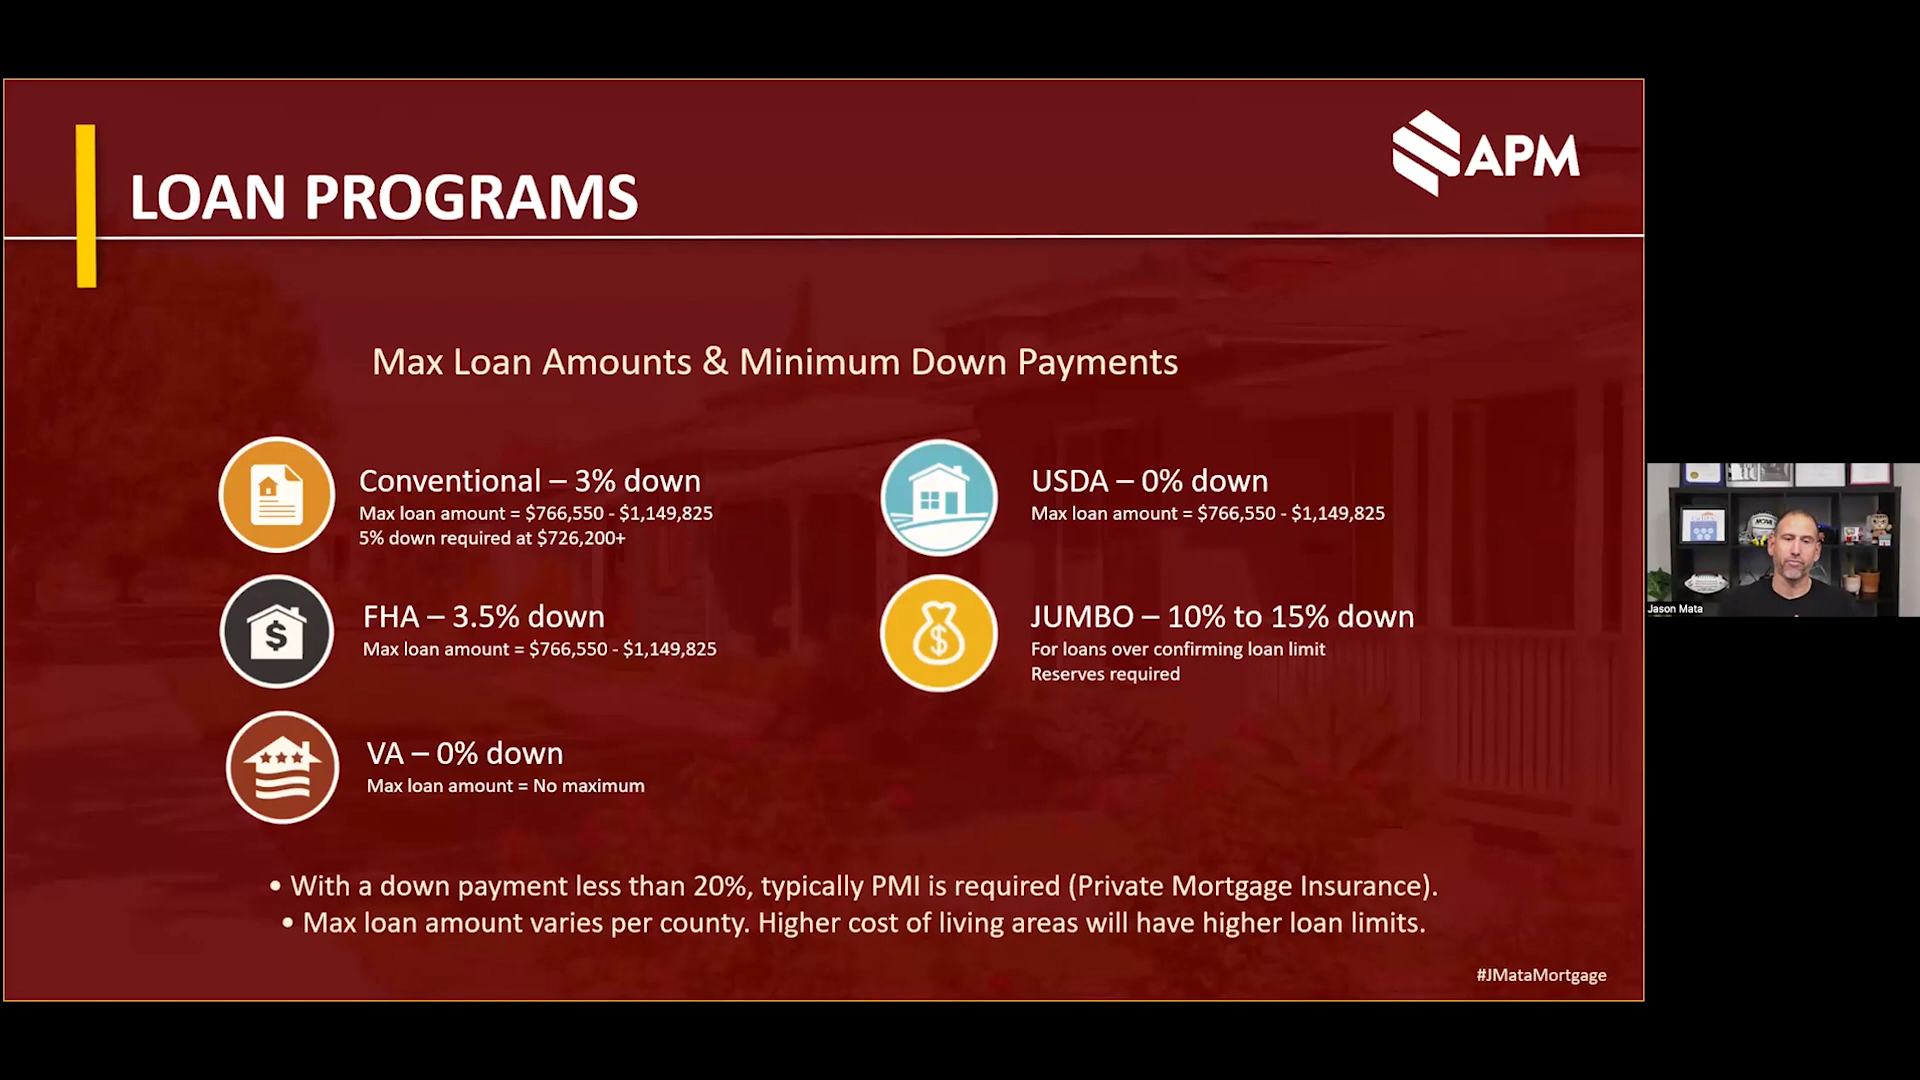 APM
LOAN PROGRAMS
Max Loan Amounts & Minimum Down Payments
Conventional – 3% down
Max loan amount = $766,550 - $1,149,825
5% down required at $726,200+
FHA – 3.5% down
Max loan amount = $766,550 - $1,149,825
VA – 0% down
Max loan amount = No maximum
USDA – 0% down
Max loan amount = $766,550 - $1,149,825
JUMBO – 10% to 15% down
For loans over confirming loan limit
Reserves required
• With a down payment less than 20%, typically PMI is required (Private Mortgage Insurance).
• Max loan amount varies per county. Higher cost of living areas will have higher loan limits.
#JMataMortgage
Jason Mata